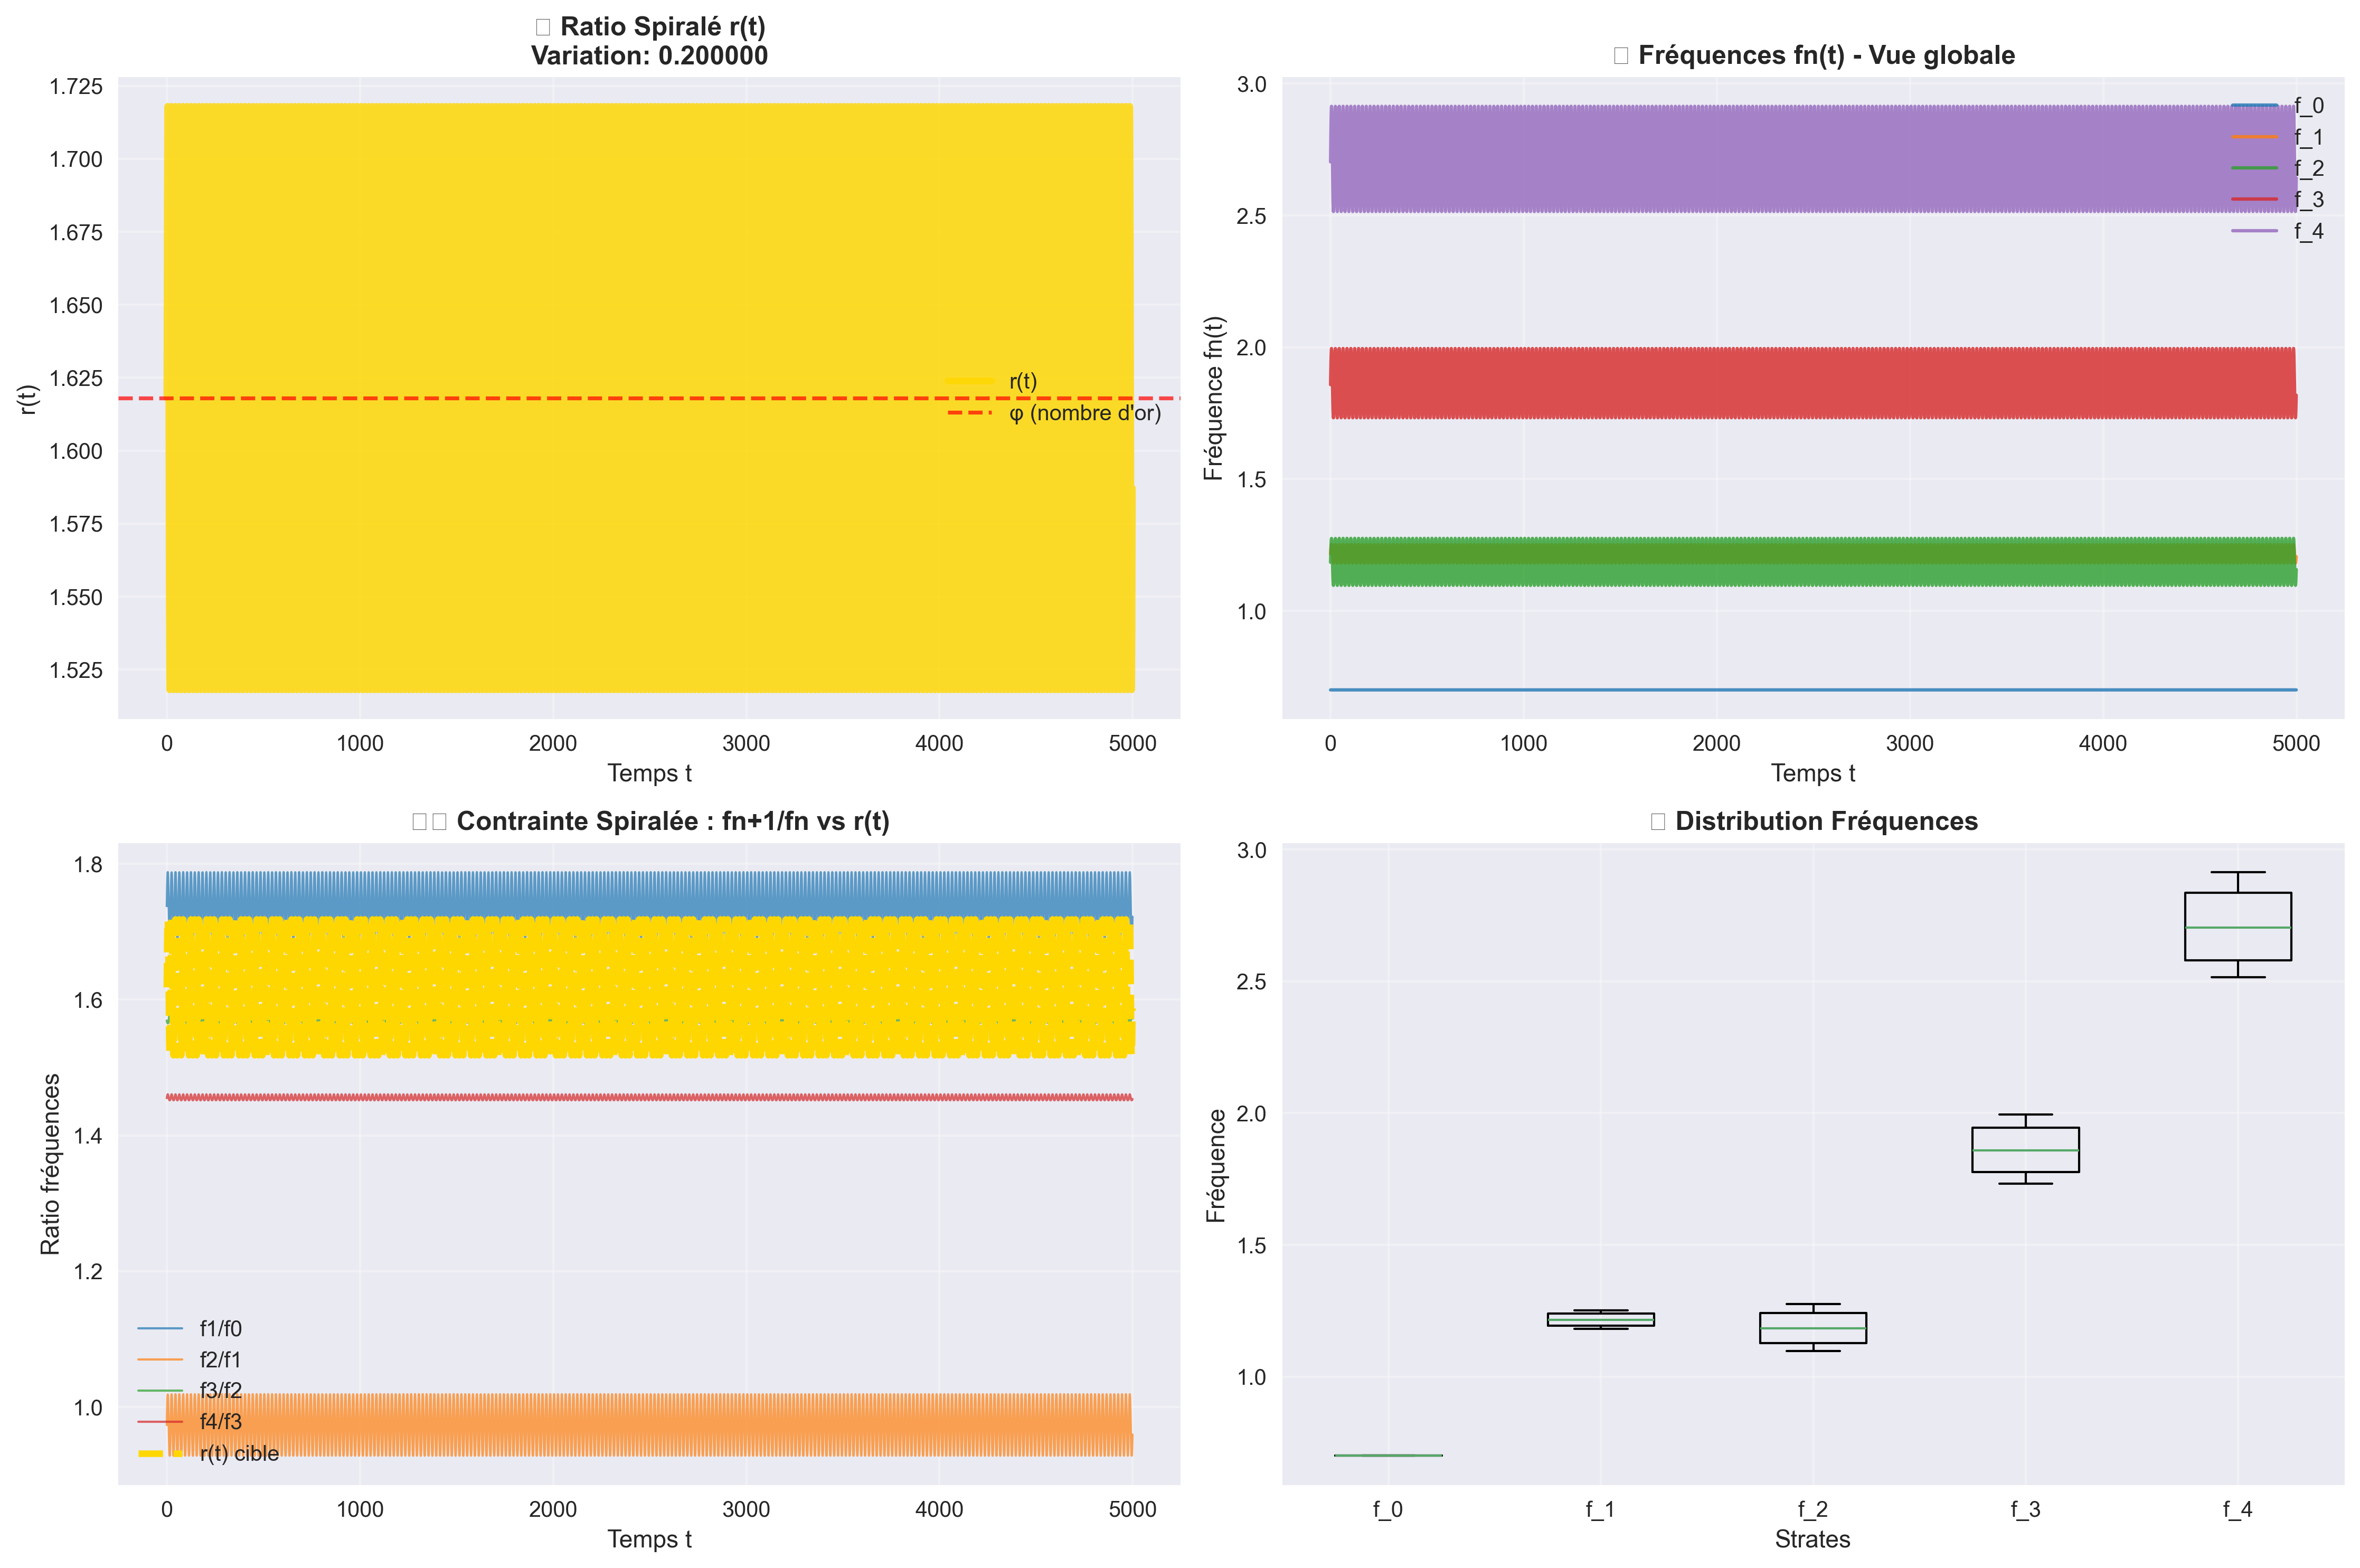 Ratio Spiralé r(t)
Variation: 0.200000
1.725
1.700
1.675
1.650
1.625
1.600
1.575
1.550
1.525
r(t)
r(t)
φ (nombre d'or)
0 1000 2000 3000 4000 5000
Temps t
Fréquences fn(t) - Vue globale
3.0
2.5
2.0
1.5
1.0
Fréquence fn(t)
f_0
f_1
f_2
f_3
f_4
0 1000 2000 3000 4000 5000
Temps t
Contrainte Spiralée : fn+1/fn vs r(t)
1.8
1.6
1.4
1.2
1.0
Ratio fréquences
f1/f0
f2/f1
f3/f2
f4/f3
r(t) cible
0 1000 2000 3000 4000 5000
Temps t
Distribution Fréquences
3.0
2.5
2.0
1.5
1.0
Fréquence
f_0 f_1 f_2 f_3 f_4
Strates